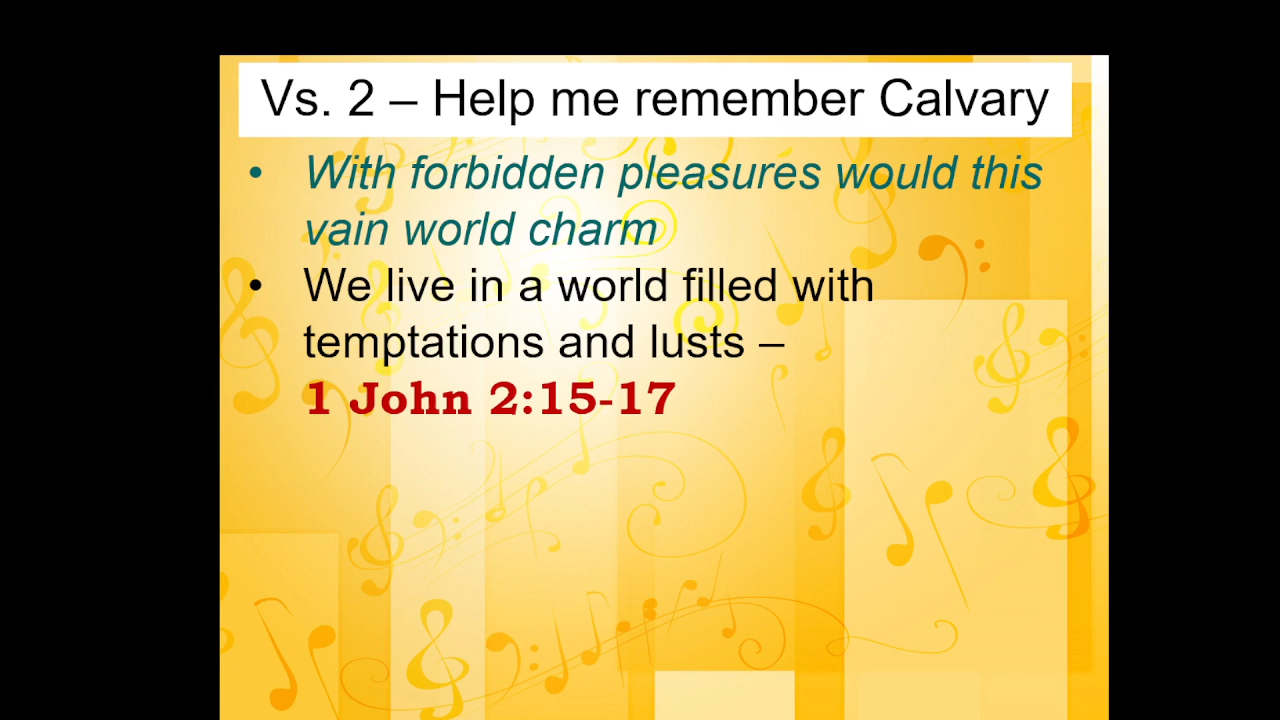 Vs. 2 – Help me remember Calvary
• With forbidden pleasures would this
vain world charm
• We live in a world filled with
temptations and lusts –
1 John 2:15-17